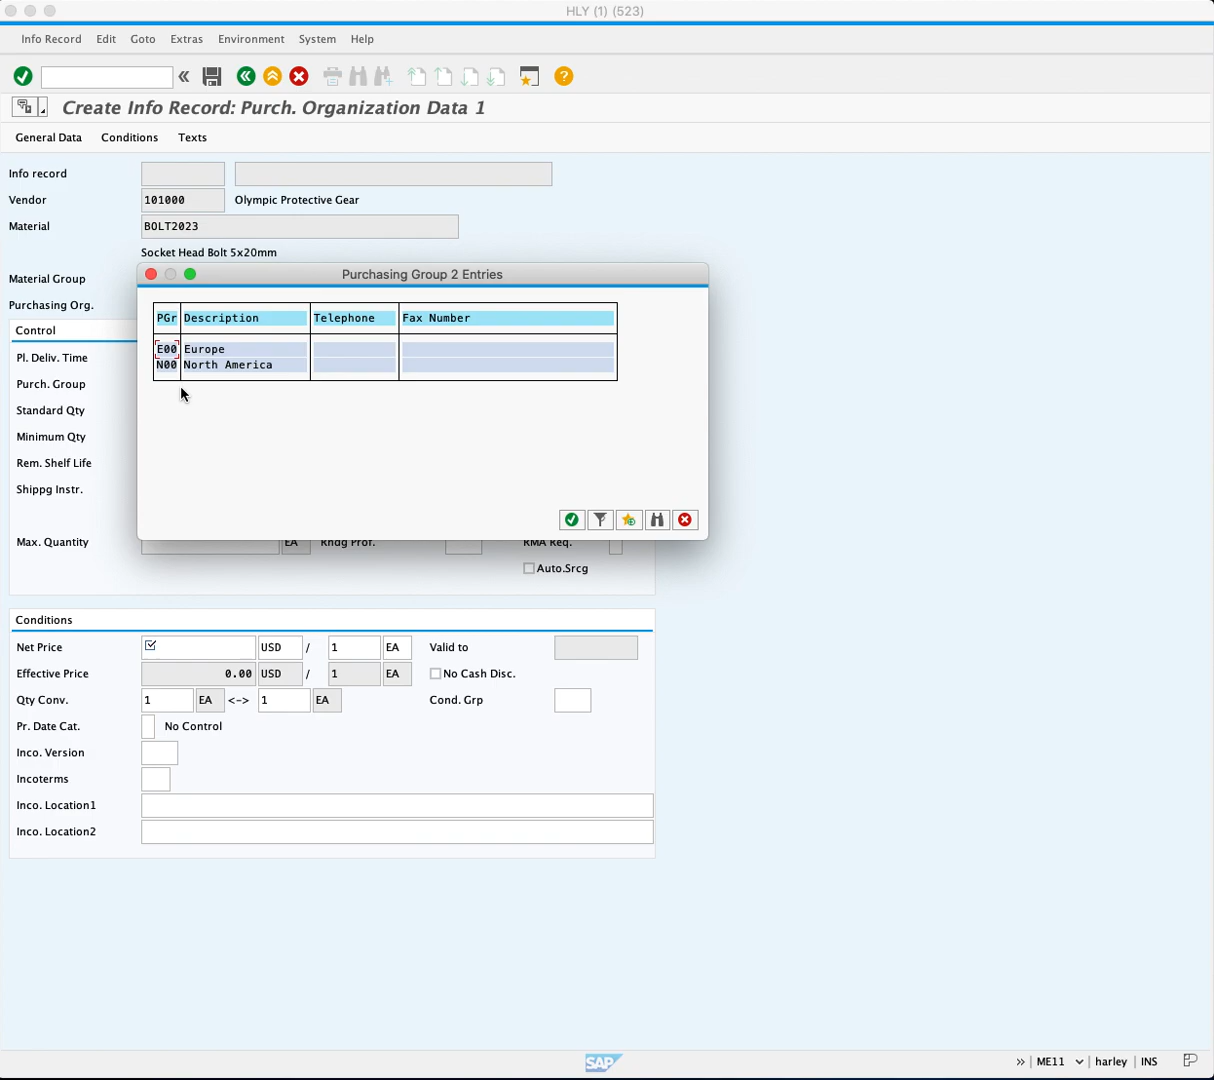 HLY (1) (523)
Info Record Edit Goto Extras Environment System Help
Create Info Record: Purch. Organization Data 1
General Data Conditions Texts
Info record
Vendor 101000 Olympic Protective Gear
Material BOLT2023
Socket Head Bolt 5x20mm
Material Group
Purchasing Org.
Control
Pl. Deliv. Time
Purch. Group
Standard Qty
Minimum Qty
Rem. Shelf Life
Shippg Instr.
Purchasing Group 2 Entries
PGr Description Telephone Fax Number
E00 Europe
N00 North America
Max. Quantity EA Rndg Prof. RMA Req.
Auto.Srcg
Conditions
Net Price USD / 1 EA Valid to
Effective Price 0.00 USD / 1 EA No Cash Disc.
Qty Conv. 1 EA <-> 1 EA Cond. Grp
Pr. Date Cat. No Control
Inco. Version
Incoterms
Inco. Location1
Inco. Location2
SAP
ME11 harley INS